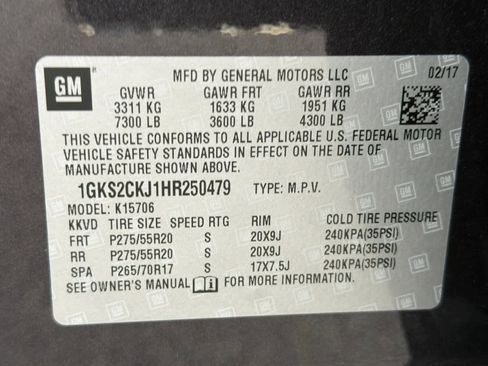 GM
MFD BY GENERAL MOTORS LLC 02/17
GVWR GAWR FRT GAWR RR
3311 KG 1633 KG 1951 KG
7300 LB 3600 LB 4300 LB
THIS VEHICLE CONFORMS TO ALL APPLICABLE U.S. FEDERAL MOTOR
VEHICLE SAFETY STANDARDS IN EFFECT ON THE DATE OF
MANUFACTURE SHOWN ABOVE.
1GKS2CKJ1HR250479 TYPE: M.P.V.
MODEL: K15706
KKVD TIRE SIZE SPEED RTG RIM COLD TIRE PRESSURE
FRT P275/55R20 S 20X9J 240KPA(35PSI)
RR P275/55R20 S 20X9J 240KPA(35PSI)
SPA P265/70R17 S 17X7.5J 240KPA(35PSI)
SEE OWNER'S MANUAL FOR MORE INFORMATION.